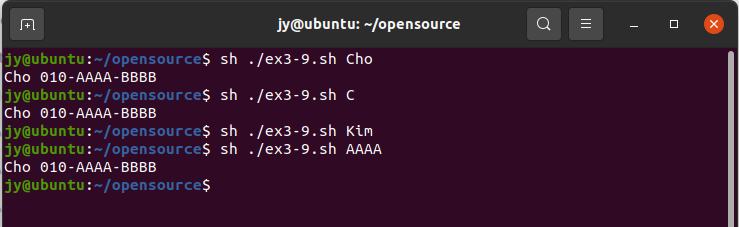 jy@ubuntu: ~/opensource
jy@ubuntu:~/opensource$ sh ./ex3-9.sh Cho
Cho 010-AAAA-BBBB
jy@ubuntu:~/opensource$ sh ./ex3-9.sh C
Cho 010-AAAA-BBBB
jy@ubuntu:~/opensource$ sh ./ex3-9.sh Kim
jy@ubuntu:~/opensource$ sh ./ex3-9.sh AAAA
Cho 010-AAAA-BBBB
jy@ubuntu:~/opensource$